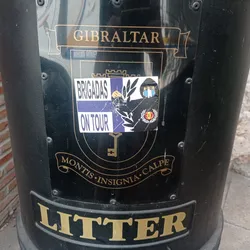 GIBRALTAR
BRIGADAS
ON TOUR
MONTIS · INSIGNIA · CALPE
LITTER